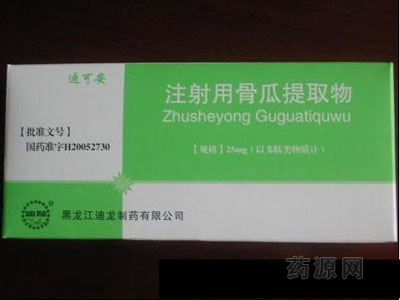 迪可安
注射用骨瓜提取物
Zhusheyong Guguatiquwu
【批准文号】
国药准字H20052730
【规格】25mg（以多肽类物质计）
黑龙江迪龙制药有限公司
药源网